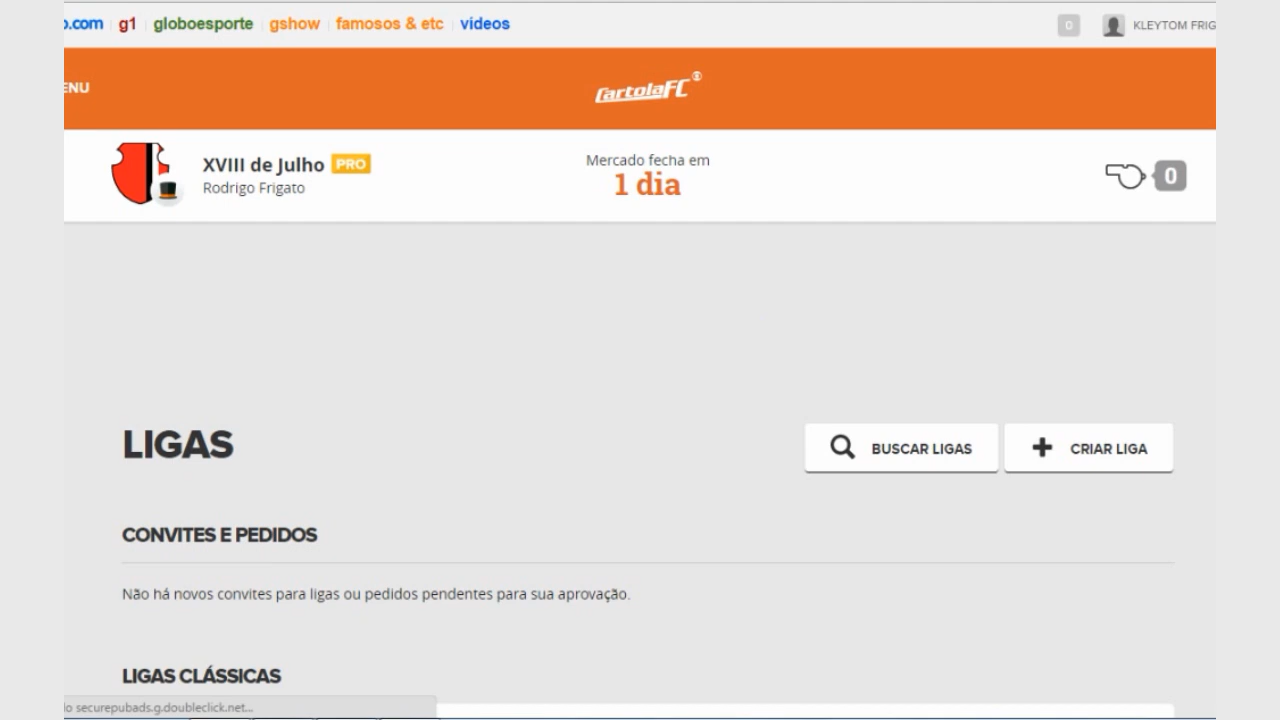 o.com g1 globoesporte gshow famosos & etc vídeos 0 KLEYTOM FRIG
ENU CartolaFC®
XVIII de Julho PRO
Rodrigo Frigato
Mercado fecha em
1 dia
0
LIGAS
BUSCAR LIGAS
CRIAR LIGA
CONVITES E PEDIDOS
Não há novos convites para ligas ou pedidos pendentes para sua aprovação.
LIGAS CLÁSSICAS
lo securepubads.g.doubleclick.net...